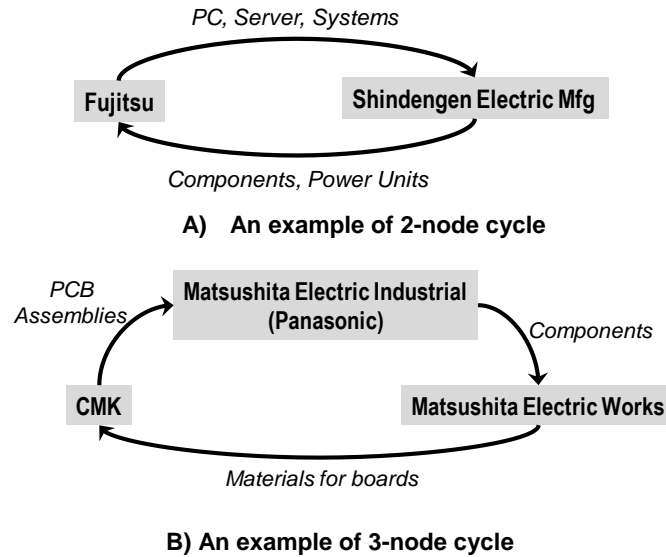 PC, Server, Systems
Fujitsu
Shindengen Electric Mfg
Components, Power Units
A) An example of 2-node cycle
PCB
Assemblies
Matsushita Electric Industrial
(Panasonic)
Components
CMK
Matsushita Electric Works
Materials for boards
B) An example of 3-node cycle